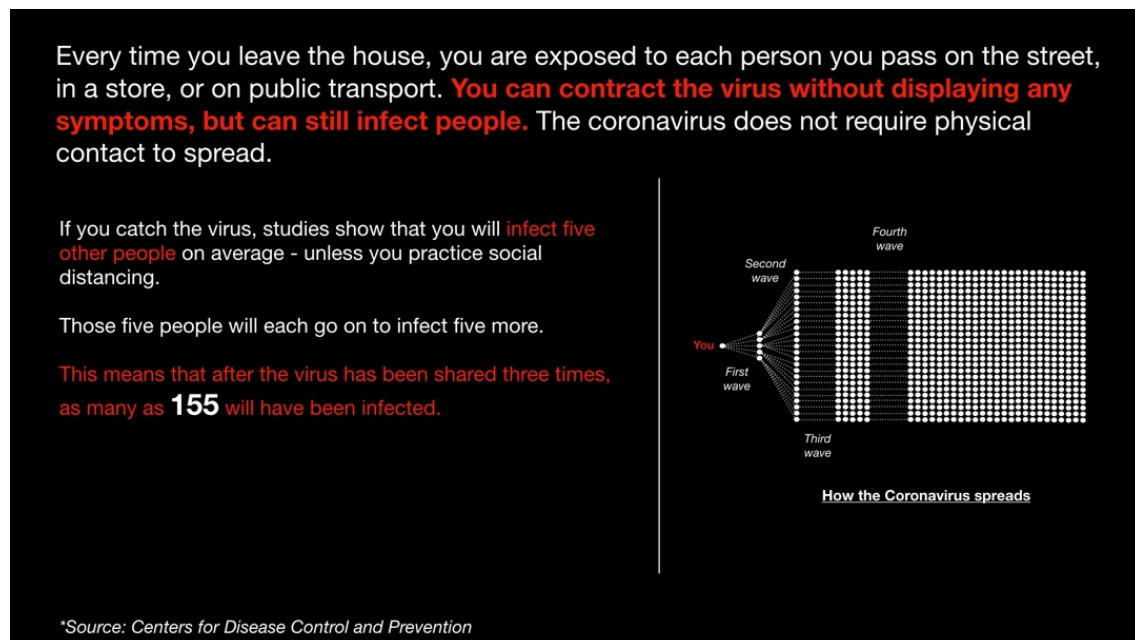 Every time you leave the house, you are exposed to each person you pass on the street,
in a store, or on public transport. You can contract the virus without displaying any
symptoms, but can still infect people. The coronavirus does not require physical
contact to spread.
If you catch the virus, studies show that you will infect five
other people on average - unless you practice social
distancing.
Those five people will each go on to infect five more.
This means that after the virus has been shared three times,
as many as 155 will have been infected.
Fourth
wave
Second
wave
You
First
wave
Third
wave
How the Coronavirus spreads
*Source: Centers for Disease Control and Prevention